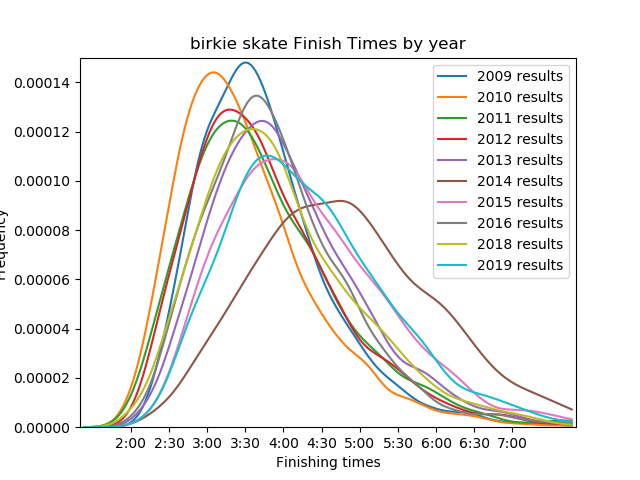 birkie skate Finish Times by year
0.00014
0.00012
0.00010
0.00008
0.00006
0.00004
0.00002
0.00000
2009 results
2010 results
2011 results
2012 results
2013 results
2014 results
2015 results
2016 results
2018 results
2019 results
2:00 2:30 3:00 3:30 4:00 4:30 5:00 5:30 6:00 6:30 7:00
Finishing times